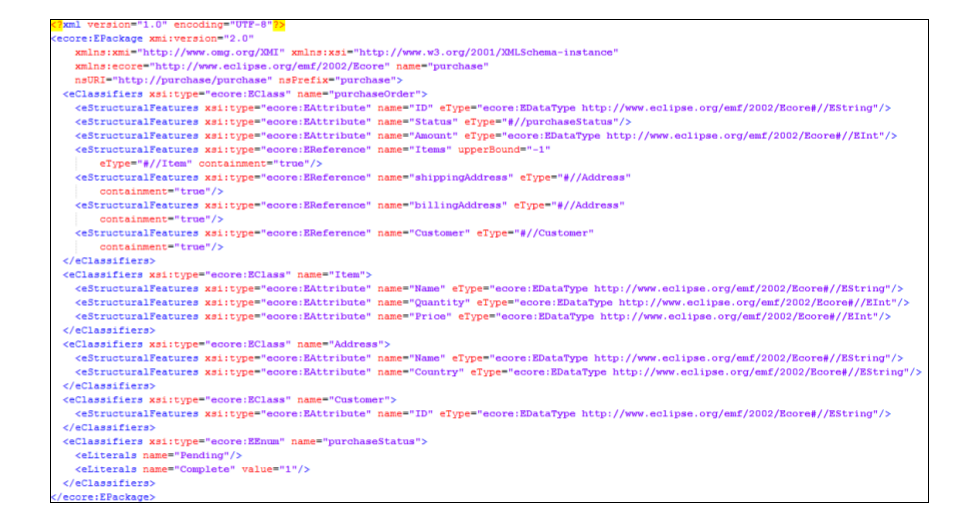 <?xml version="1.0" encoding="UTF-8"?>
<ecore:EPackage xmi:version="2.0"
xmlns:xmi="http://www.omg.org/XMI" xmlns:xsi="http://www.w3.org/2001/XMLSchema-instance"
xmlns:ecore="http://www.eclipse.org/emf/2002/Ecore" name="purchase"
nsURI="http://purchase/purchase" nsPrefix="purchase">
<eClassifiers xsi:type="ecore:EClass" name="purchaseOrder">
<eStructuralFeatures xsi:type="ecore:EAttribute" name="ID" eType="ecore:EDataType http://www.eclipse.org/emf/2002/Ecore#//EString"/>
<eStructuralFeatures xsi:type="ecore:EAttribute" name="Status" eType="#//purchaseStatus"/>
<eStructuralFeatures xsi:type="ecore:EAttribute" name="Amount" eType="ecore:EDataType http://www.eclipse.org/emf/2002/Ecore#//EInt"/>
<eStructuralFeatures xsi:type="ecore:EReference" name="Items" upperBound="-1"
eType="#//Item" containment="true"/>
<eStructuralFeatures xsi:type="ecore:EReference" name="shippingAddress" eType="#//Address"
containment="true"/>
<eStructuralFeatures xsi:type="ecore:EReference" name="billingAddress" eType="#//Address"
containment="true"/>
<eStructuralFeatures xsi:type="ecore:EReference" name="Customer" eType="#//Customer"
containment="true"/>
</eClassifiers>
<eClassifiers xsi:type="ecore:EClass" name="Item">
<eStructuralFeatures xsi:type="ecore:EAttribute" name="Name" eType="ecore:EDataType http://www.eclipse.org/emf/2002/Ecore#//EString"/>
<eStructuralFeatures xsi:type="ecore:EAttribute" name="Quantity" eType="ecore:EDataType http://www.eclipse.org/emf/2002/Ecore#//EInt"/>
<eStructuralFeatures xsi:type="ecore:EAttribute" name="Price" eType="ecore:EDataType http://www.eclipse.org/emf/2002/Ecore#//EInt"/>
</eClassifiers>
<eClassifiers xsi:type="ecore:EClass" name="Address">
<eStructuralFeatures xsi:type="ecore:EAttribute" name="Name" eType="ecore:EDataType http://www.eclipse.org/emf/2002/Ecore#//EString"/>
<eStructuralFeatures xsi:type="ecore:EAttribute" name="Country" eType="ecore:EDataType http://www.eclipse.org/emf/2002/Ecore#//EString"/>
</eClassifiers>
<eClassifiers xsi:type="ecore:EClass" name="Customer">
<eStructuralFeatures xsi:type="ecore:EAttribute" name="ID" eType="ecore:EDataType http://www.eclipse.org/emf/2002/Ecore#//EString"/>
</eClassifiers>
<eClassifiers xsi:type="ecore:EEnum" name="purchaseStatus">
<eLiterals name="Pending"/>
<eLiterals name="Complete" value="1"/>
</eClassifiers>
</ecore:EPackage>